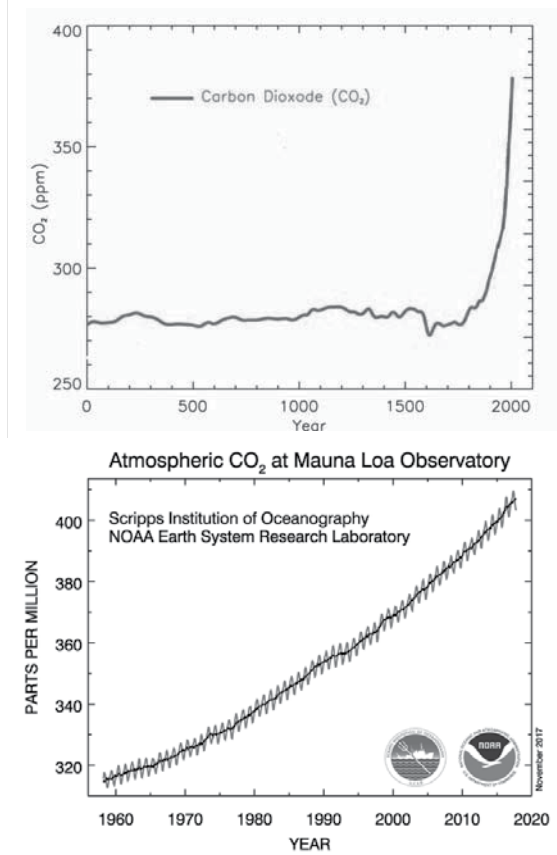 400
350
300
250
CO₂ (ppm)
Carbon Dioxode (CO₂)
0 500 1000 1500 2000
Year
Atmospheric CO₂ at Mauna Loa Observatory
Scripps Institution of Oceanography
NOAA Earth System Research Laboratory
400
380
360
340
320
PARTS PER MILLION
NOAA
November 2017
1960 1970 1980 1990 2000 2010 2020
YEAR